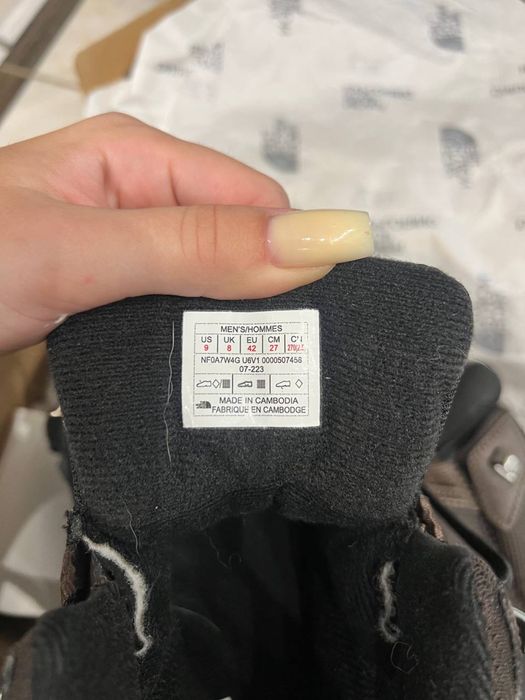 MEN'S/HOMMES
US UK EU CM
9 8 42 27
NF0A7W4G U6V1 0000507458
07-223
MADE IN CAMBODIA
FABRIQUE EN CAMBODGE